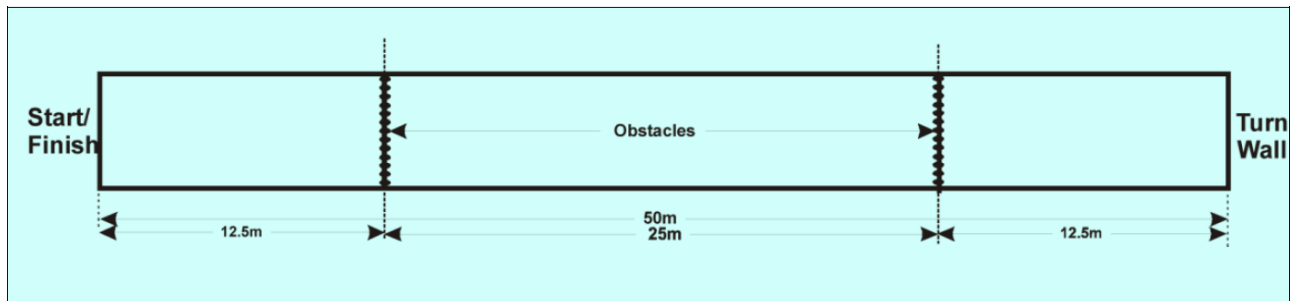 Start/
Finish
Obstacles
Turn
Wall
50m
12.5m
25m
12.5m